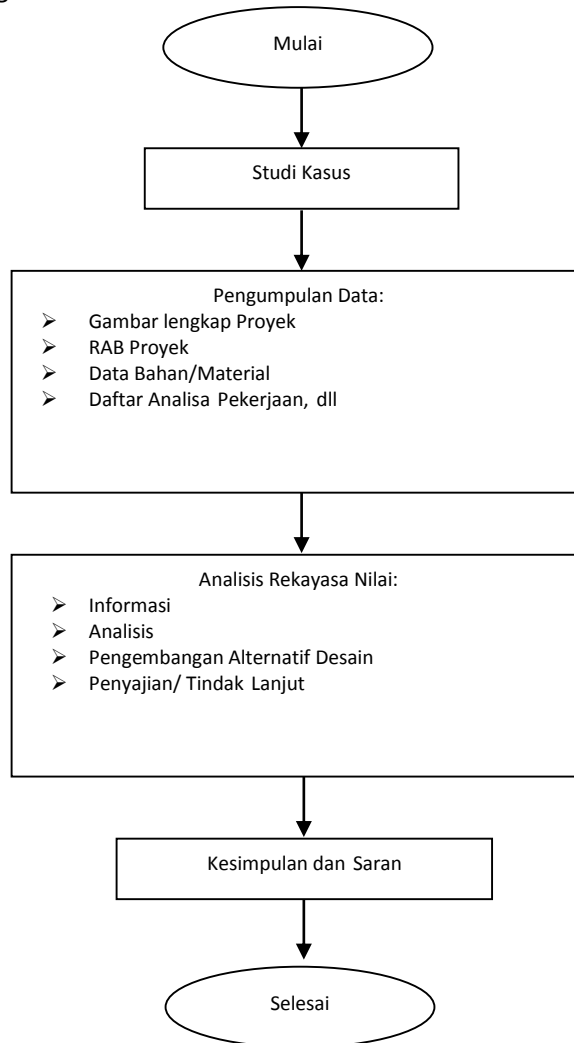 Mulai
Studi Kasus
Pengumpulan Data:
➢ Gambar lengkap Proyek
➢ RAB Proyek
➢ Data Bahan/Material
➢ Daftar Analisa Pekerjaan, dll
Analisis Rekayasa Nilai:
➢ Informasi
➢ Analisis
➢ Pengembangan Alternatif Desain
➢ Penyajian/ Tindak Lanjut
Kesimpulan dan Saran
Selesai